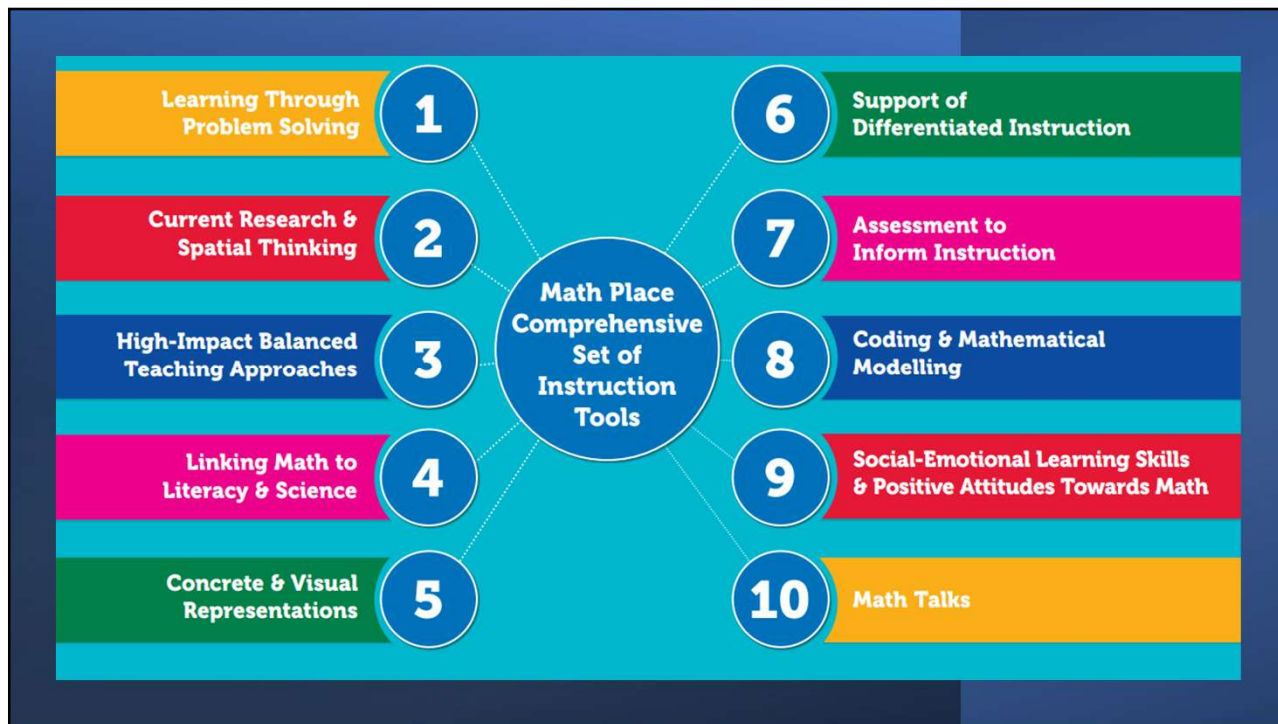 Learning Through
Problem Solving
1
Current Research &
Spatial Thinking
2
High-Impact Balanced
Teaching Approaches
3
Linking Math to
Literacy & Science
4
Concrete & Visual
Representations
5
Math Place
Comprehensive
Set of
Instruction
Tools
6
Support of
Differentiated Instruction
7
Assessment to
Inform Instruction
8
Coding & Mathematical
Modelling
9
Social-Emotional Learning Skills
& Positive Attitudes Towards Math
10
Math Talks